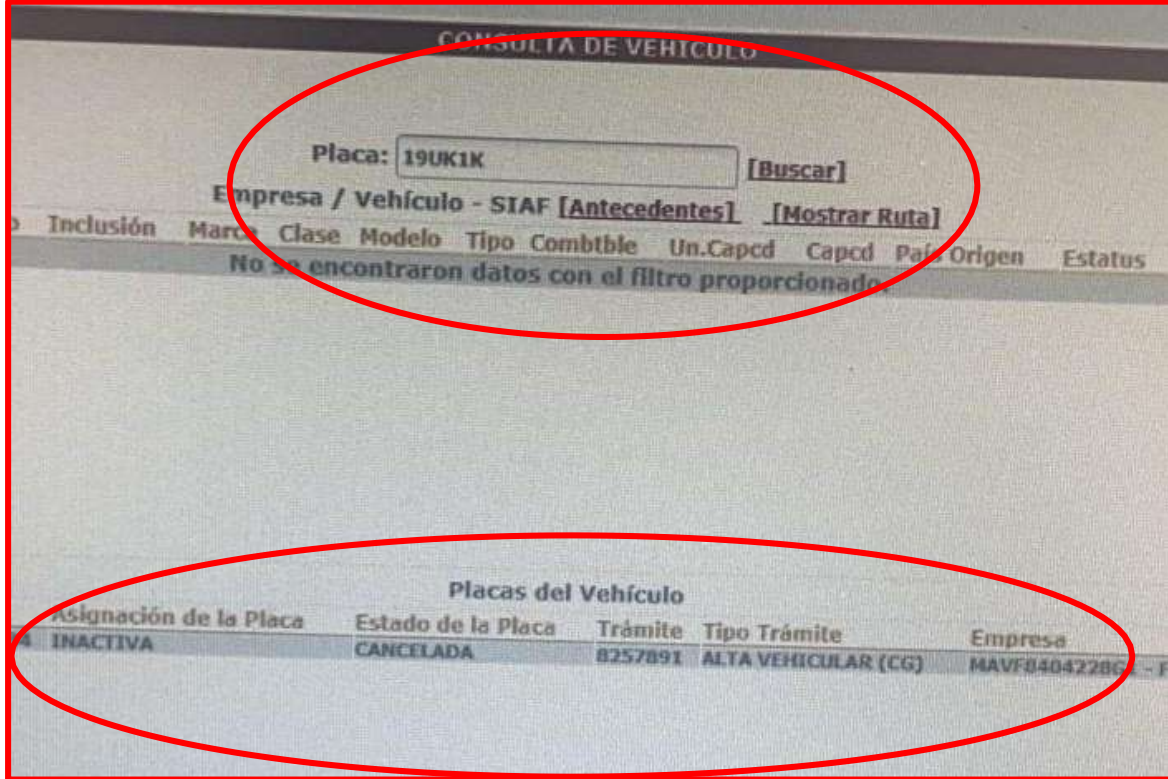 CONSULTA DE VEHICULO
Placa: 19UK1K [Buscar]
Empresa / Vehículo - SIAF [Antecedentes] [Mostrar Ruta]
Inclusión Marca Clase Modelo Tipo Combtble Un.Capcd Capcd País Origen Estatus
No se encontraron datos con el filtro proporcionado.
Placas del Vehículo
Asignación de la Placa Estado de la Placa Trámite Tipo Trámite Empresa
4 INACTIVA CANCELADA 8257891 ALTA VEHICULAR (CG)